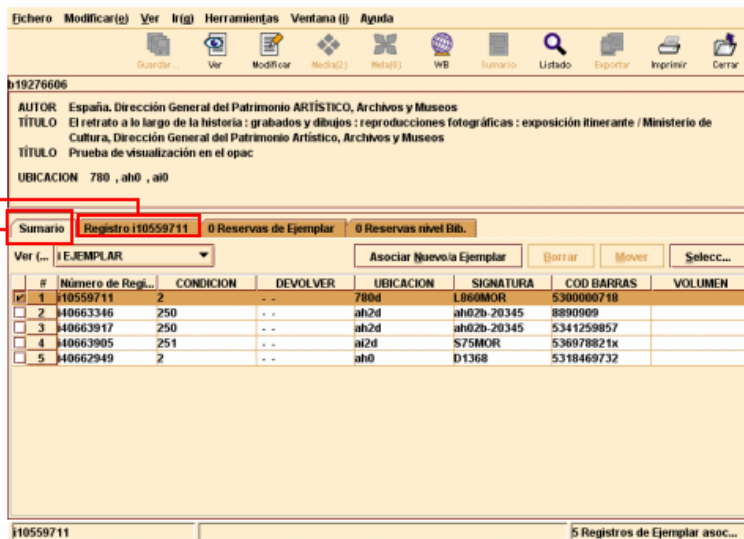 Fichero Modificar(e) Ver Ir(g) Herramientas Ventana (j) Ayuda
Guardar... Ver Modificar Media(2) Meta(0) WB Sumario Listado Exportar Imprimir Cerrar
b19276606
AUTOR España. Dirección General del Patrimonio ARTÍSTICO, Archivos y Museos
TÍTULO El retrato a lo largo de la historia : grabados y dibujos : reproducciones fotográficas : exposición itinerante / Ministerio de
Cultura, Dirección General del Patrimonio Artístico, Archivos y Museos
TÍTULO Prueba de visualización en el opac
UBICACION 780 , ah0 , ai0
Sumario Registro i10559711 0 Reservas de Ejemplar 0 Reservas nivel Bib.
Ver (... i EJEMPLAR Asociar Nuevo/a Ejemplar Borrar Mover Selecc...
# Número de Regi... CONDICION DEVOLVER UBICACION SIGNATURA COD BARRAS VOLUMEN
1 i10559711 2 - - 780d L860MOR 5300000718
2 i40663346 250 - - ah2d ah02b-20345 8890909
3 i40663917 250 - - ah2d ah02b-20345 5341259857
4 i40663905 251 - - ai2d S75MOR 536978821x
5 i40662949 2 - - ah0 D1368 5318469732
i10559711 5 Registros de Ejemplar asoc...